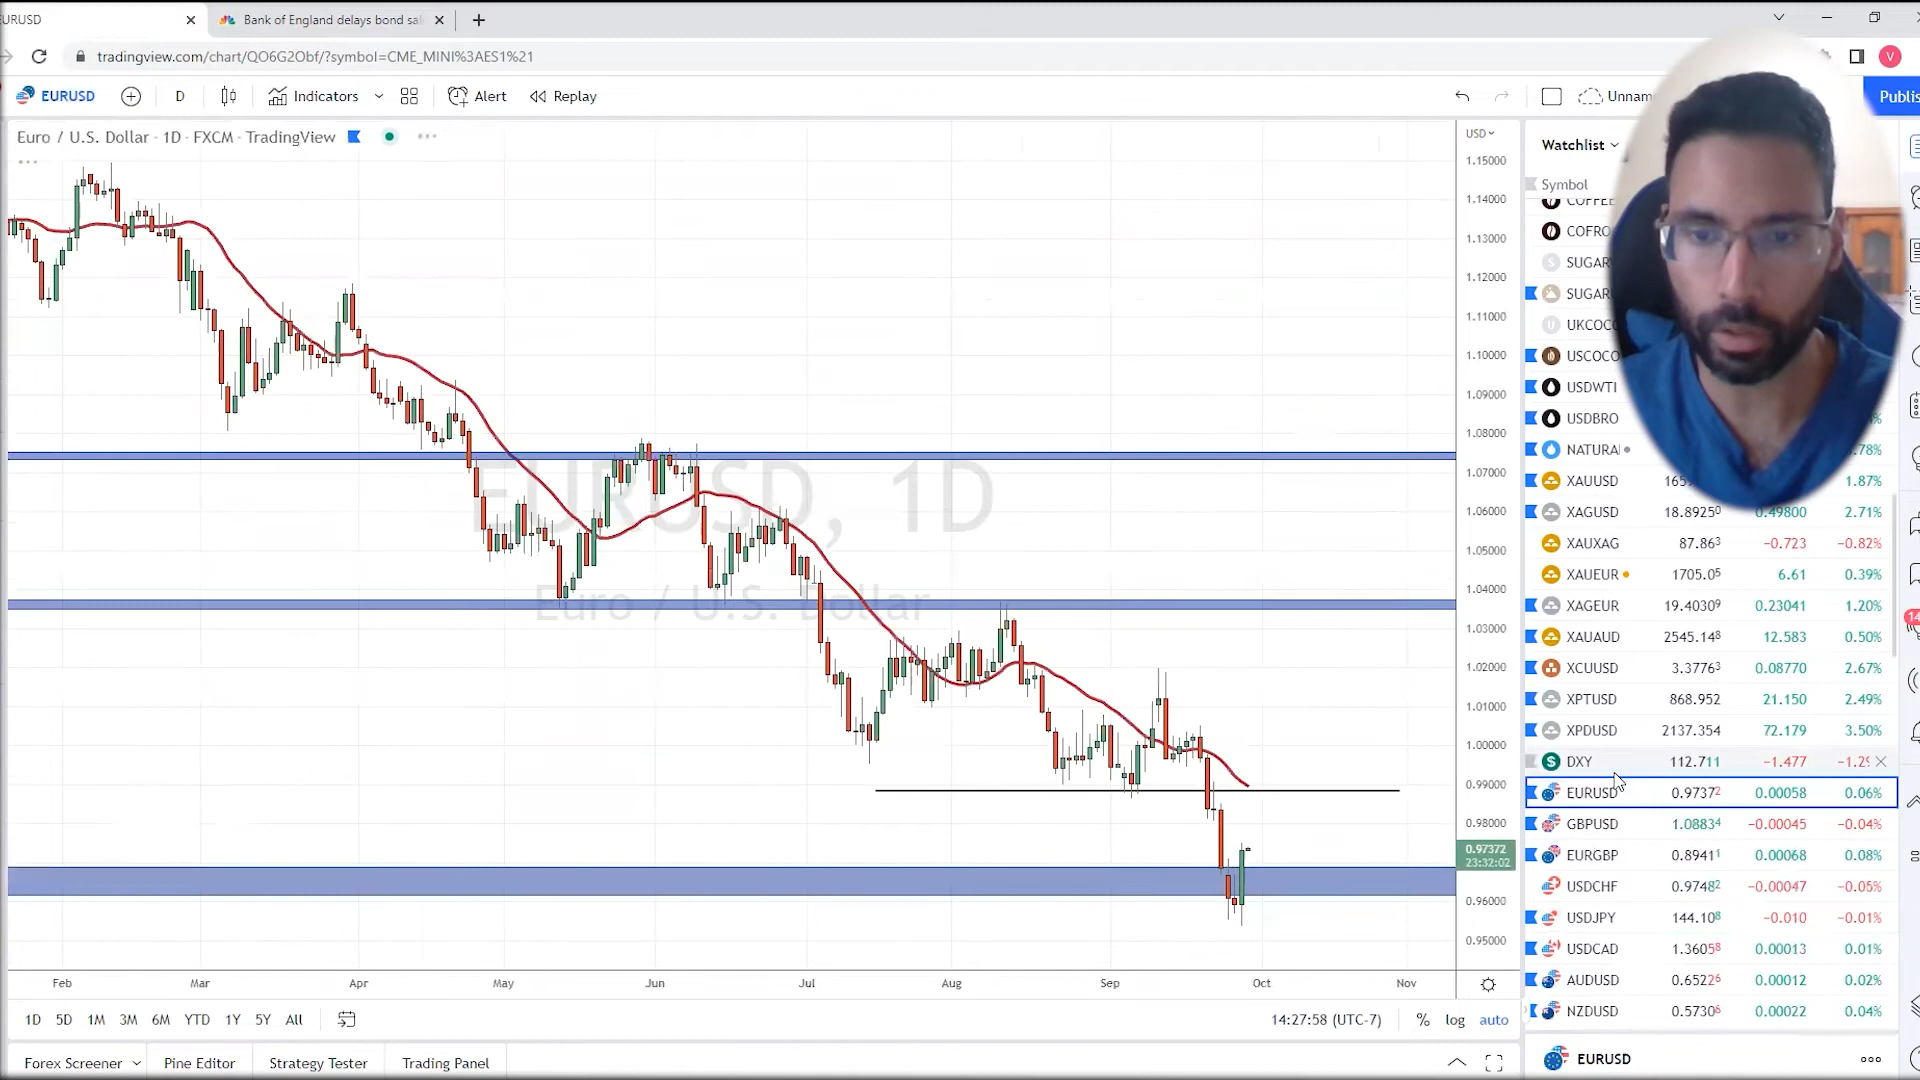 EURUSD
Bank of England delays bond sal
tradingview.com/chart/QO6G2Obf/?symbol=CME_MINI%3AES1%21
V
EURUSD D Indicators Alert Replay Unnam Publis
Euro / U.S. Dollar · 1D · FXCM · TradingView
USD
1.15000
1.14000
1.13000
1.12000
1.11000
1.10000
1.09000
1.08000
1.07000
1.06000
1.05000
1.04000
1.03000
1.02000
1.01000
1.00000
0.99000
0.98000
0.97372
23:32:02
0.96000
0.95000
EURUSD, 1D
Euro / U.S. Dollar
Feb Mar Apr May Jun Jul Aug Sep Oct Nov
1D 5D 1M 3M 6M YTD 1Y 5Y All 14:27:58 (UTC-7) % log auto
Forex Screener Pine Editor Strategy Tester Trading Panel
Watchlist
Symbol
COFFEE
COFRO
SUGAR
SUGAR
UKCOCO
USCOCO
USDWTI
USDBRO
NATURA .78%
XAUUSD 1.87%
XAGUSD 18.8925⁰ 0.49800 2.71%
XAUXAG 87.86³ −0.723 −0.82%
XAUEUR 1705.0⁵ 6.61 0.39%
XAGEUR 19.4030⁹ 0.23041 1.20%
XAUAUD 2545.14⁸ 12.583 0.50%
XCUUSD 3.3776³ 0.08770 2.67%
XPTUSD 868.952 21.150 2.49%
XPDUSD 2137.354 72.179 3.50%
DXY 112.711 −1.477 −1.29
EURUSD 0.9737² 0.00058 0.06%
GBPUSD 1.0883⁴ −0.00045 −0.04%
EURGBP 0.8941¹ 0.00068 0.08%
USDCHF 0.9748² −0.00047 −0.05%
USDJPY 144.10⁸ −0.010 −0.01%
USDCAD 1.3605⁸ 0.00013 0.01%
AUDUSD 0.6522⁶ 0.00012 0.02%
NZDUSD 0.5730⁶ 0.00022 0.04%
EURUSD